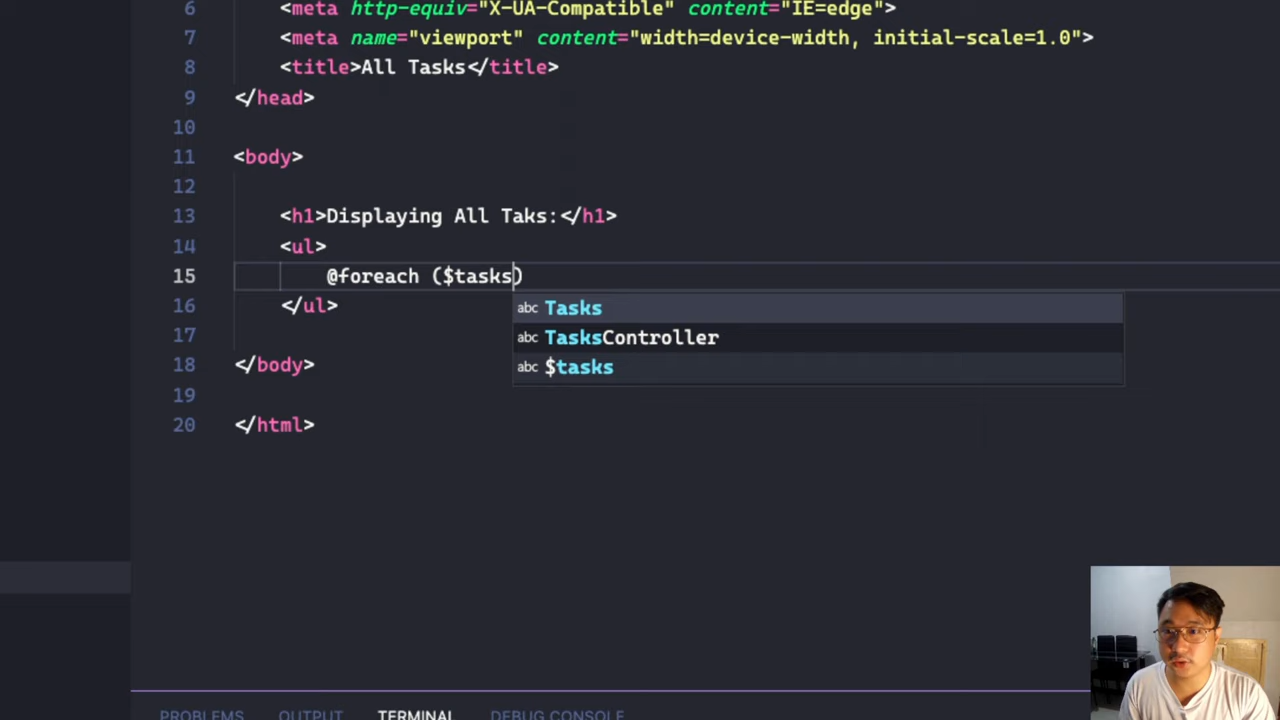 6 <meta http-equiv="X-UA-Compatible" content="IE=edge">
7 <meta name="viewport" content="width=device-width, initial-scale=1.0">
8 <title>All Tasks</title>
9 </head>
10
11 <body>
12
13 <h1>Displaying All Taks:</h1>
14 <ul>
15 @foreach ($tasks)
abc Tasks
16 </ul>
17
abc TasksController
18 </body>
abc $tasks
19
20 </html>
PROBLEMS OUTPUT TERMINAL DEBUG CONSOLE